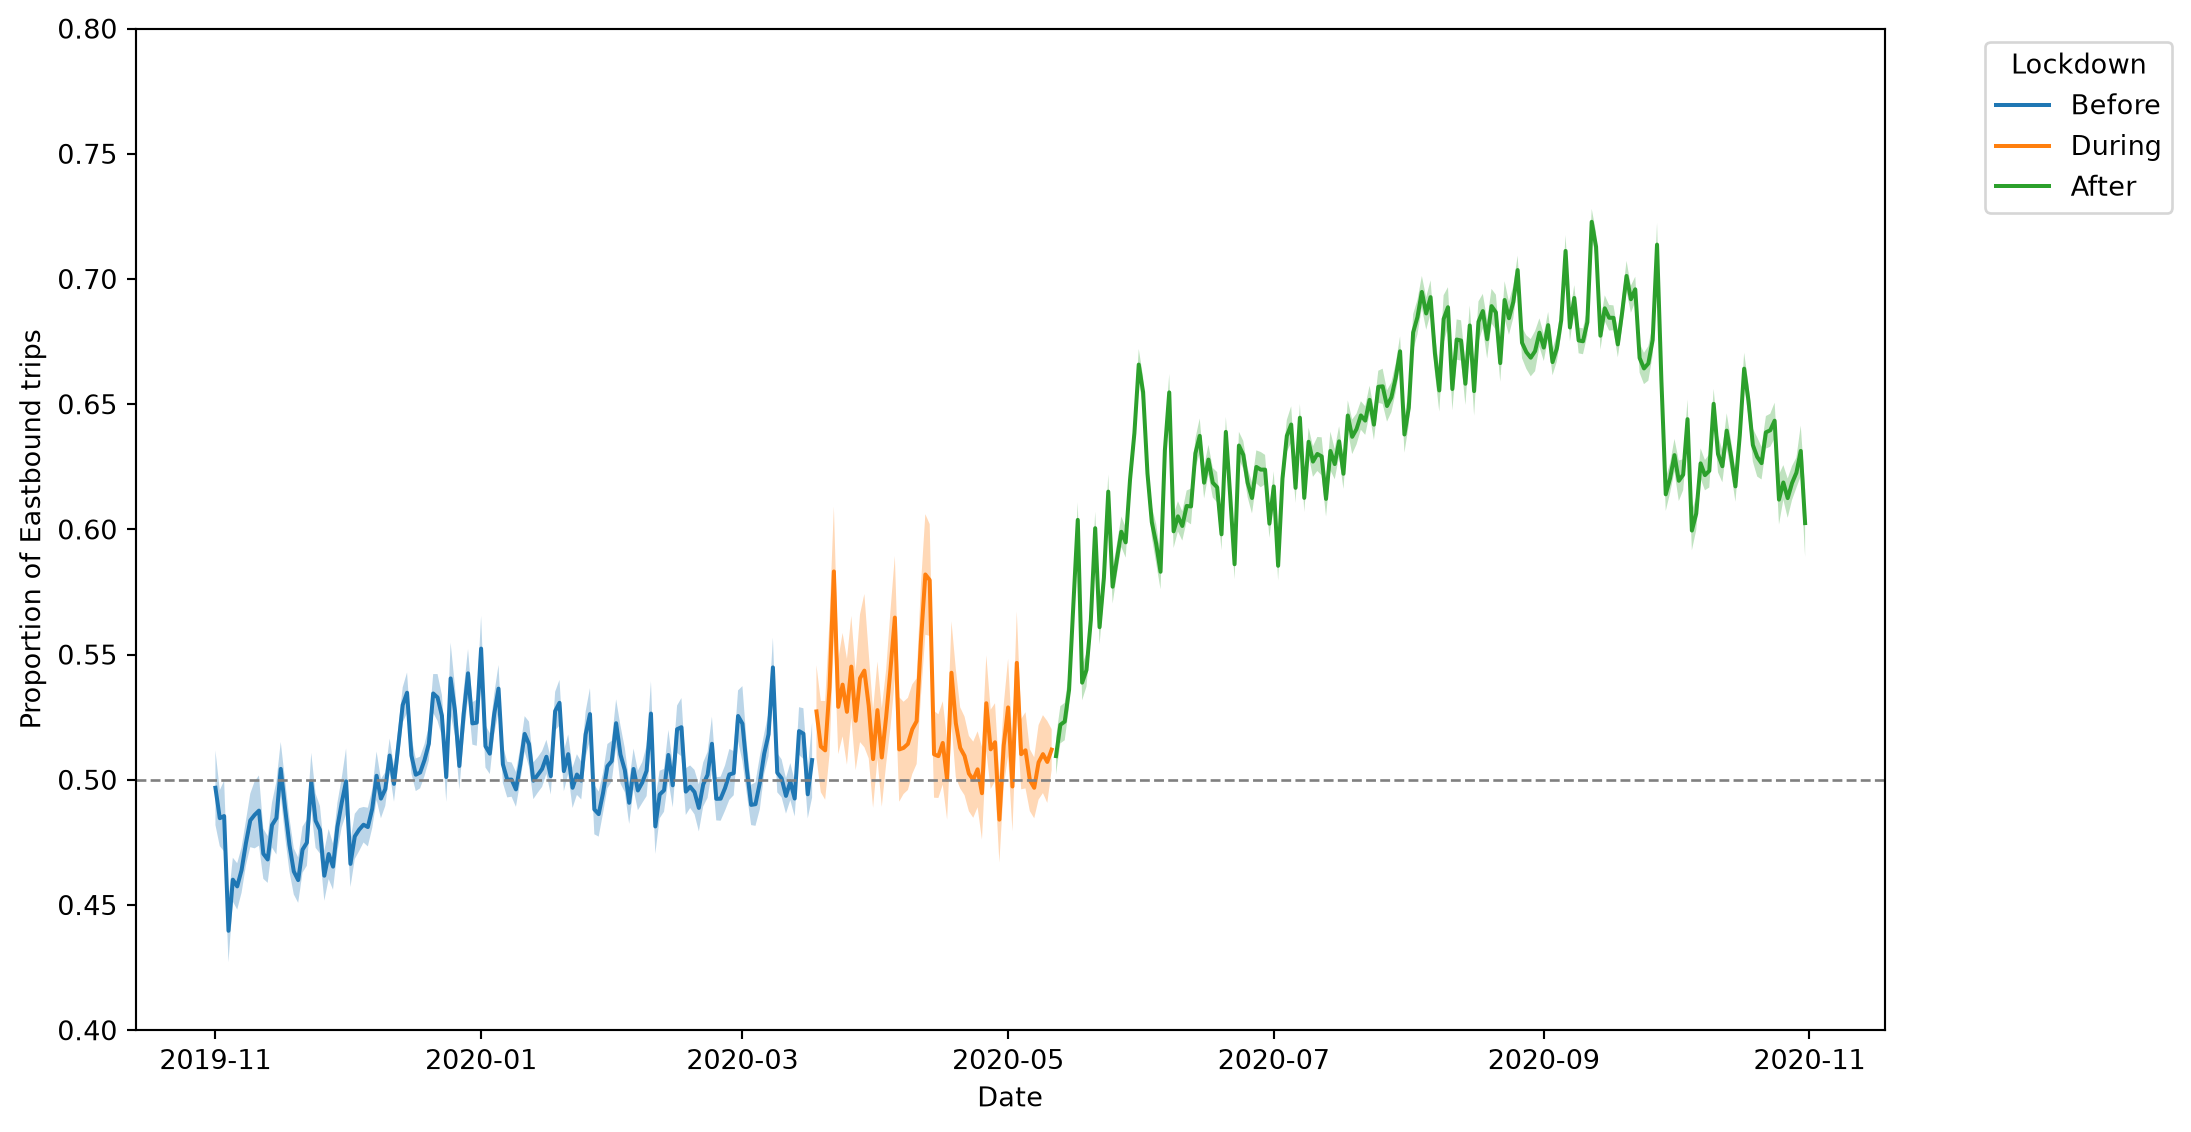 0.80
0.75
0.70
0.65
0.60
0.55
0.50
0.45
0.40
Proportion of Eastbound trips
2019-11 2020-01 2020-03 2020-05 2020-07 2020-09 2020-11
Date
Lockdown
Before
During
After